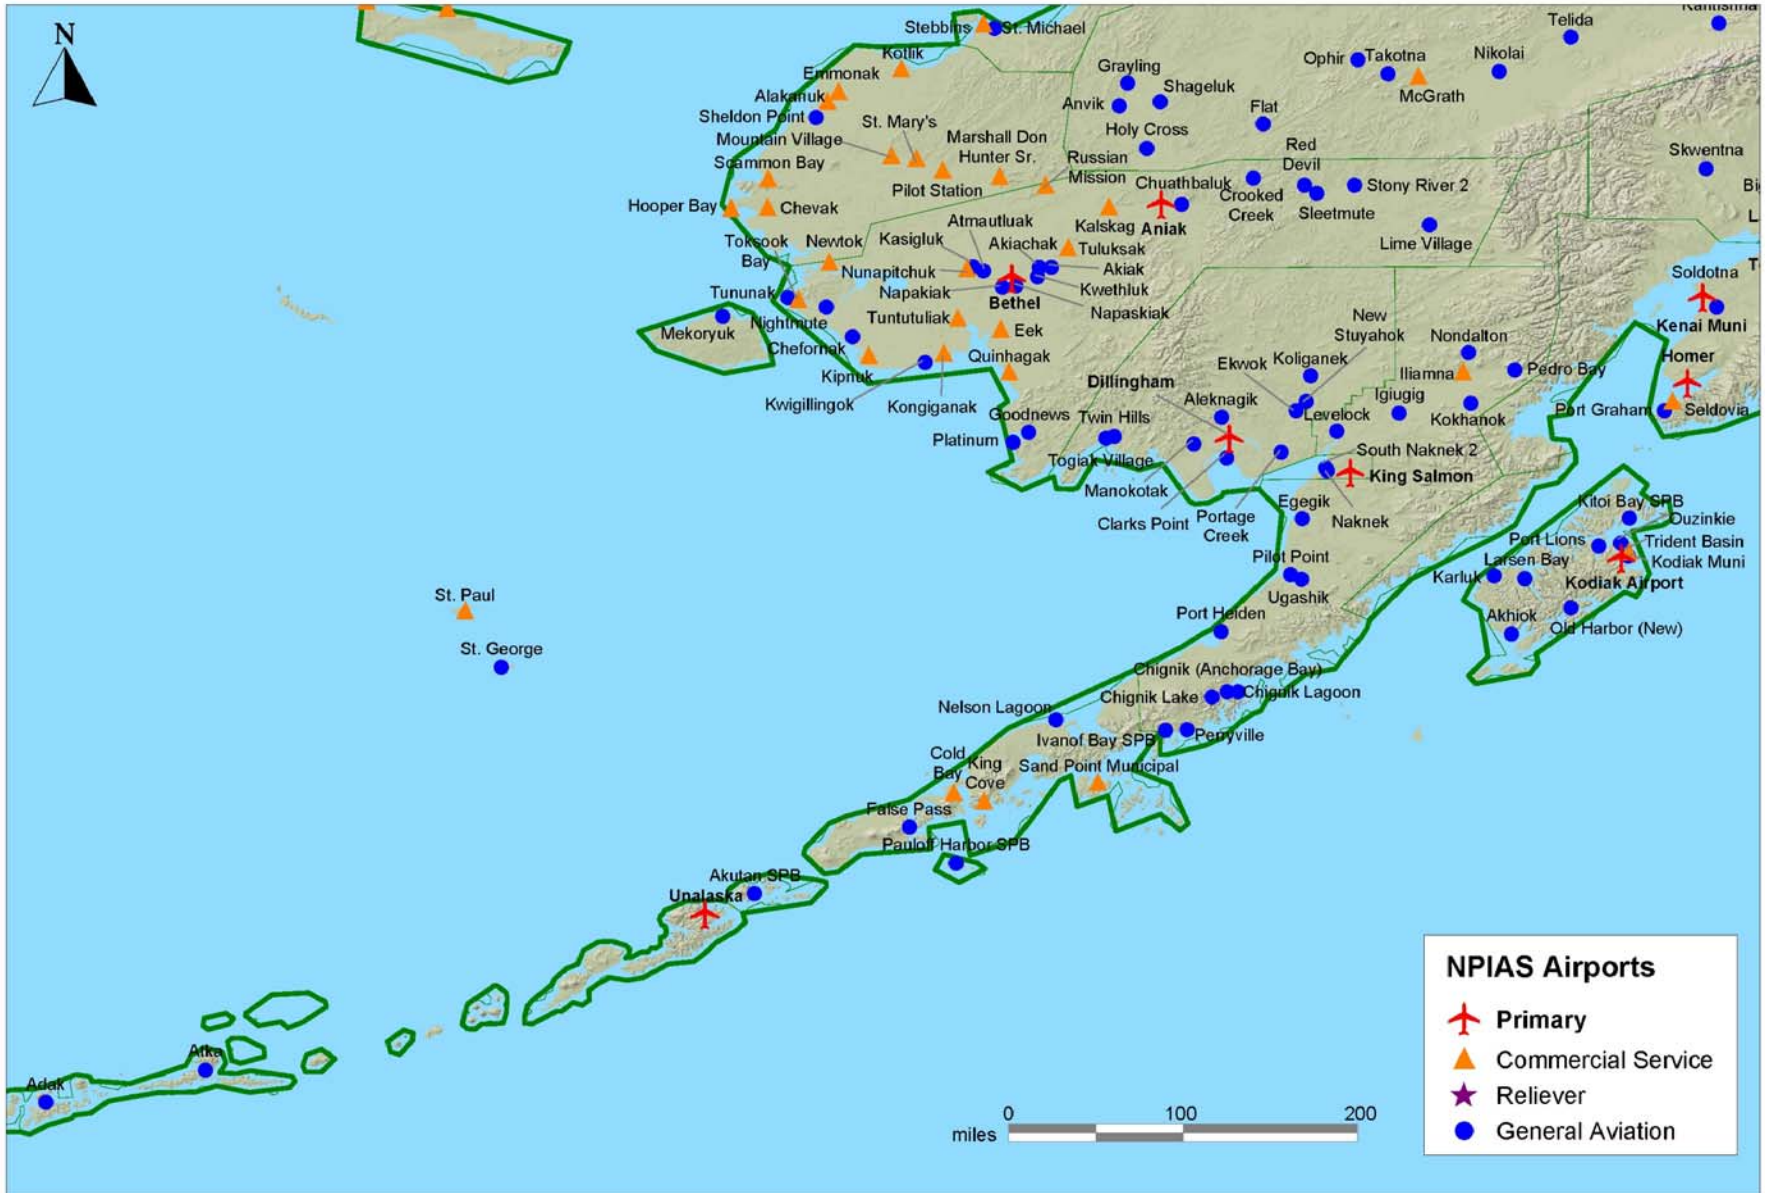 N
Stebbins
St. Michael
Kotlik
Emmonak
Alakanuk
Sheldon Point
Mountain Village
St. Mary's
Scammon Bay
Pilot Station
Marshall Don
Hunter Sr.
Russian
Mission
Hooper Bay
Chevak
Grayling
Shageluk
Anvik
Holy Cross
Flat
Ophir
Takotna
McGrath
Nikolai
Telida
Kantishna
Skwentna
Red
Devil
Chuathbaluk
Crooked
Creek
Sleetmute
Stony River 2
Lime Village
Kalskag
Aniak
Toksook
Bay
Newtok
Kasigluk
Atmautluak
Akiachak
Tuluksak
Nunapitchuk
Akiak
Napakiak
Bethel
Kwethluk
Napaskiak
Tununak
Nightmute
Mekoryuk
Tuntutuliak
Eek
Chefornak
Quinhagak
Kipnuk
Kwigillingok
Kongiganak
Soldotna
Kenai Muni
Homer
Port Graham
Seldovia
New
Stuyahok
Nondalton
Ekwok
Koliganek
Iliamna
Pedro Bay
Dillingham
Aleknagik
Levelock
Igiugig
Kokhanok
Goodnews
Platinum
Twin Hills
Togiak Village
Manokotak
Clarks Point
Portage
Creek
South Naknek 2
King Salmon
Naknek
Egegik
Pilot Point
Ugashik
Port Heiden
Kitoi Bay SPB
Ouzinkie
Port Lions
Trident Basin
Larsen Bay
Kodiak Muni
Karluk
Kodiak Airport
Akhiok
Old Harbor (New)
St. Paul
St. George
Chignik (Anchorage Bay)
Chignik Lake
Chignik Lagoon
Nelson Lagoon
Ivanof Bay SPB
Perryville
Cold
Bay
King
Cove
Sand Point Municipal
False Pass
Pauloff Harbor SPB
Akutan SPB
Unalaska
Atka
Adak
0 100 200
miles
NPIAS Airports
Primary
Commercial Service
Reliever
General Aviation